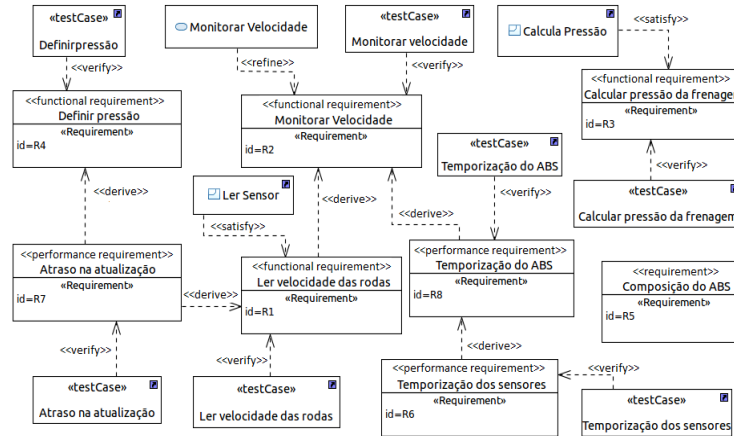 «testCase»
Definirpressão
Monitorar Velocidade
«testCase»
Monitorar velocidade
Calcula Pressão
<<satisfy>>
<<verify>>
<<refine>>
<<verify>>
<<functional requirement>>
Definir pressão
«Requirement»
id=R4
<<functional requirement>>
Monitorar Velocidade
«Requirement»
id=R2
<<functional requirement>>
Calcular pressão da frenagem
«Requirement»
id=R3
«testCase»
Temporização do ABS
<<verify>>
«testCase»
Calcular pressão da frenagem
<<derive>>
Ler Sensor
<<derive>>
<<derive>>
<<verify>>
<<satisfy>>
<<performance requirement>>
Atraso na atualização
«Requirement»
id=R7
<<derive>>
<<functional requirement>>
Ler velocidade das rodas
«Requirement»
id=R1
<<performance requirement>>
Temporização do ABS
«Requirement»
id=R8
<<requirement>>
Composição do ABS
«Requirement»
id=R5
<<verify>>
<<verify>>
<<derive>>
«testCase»
Atraso na atualização
«testCase»
Ler velocidade das rodas
<<performance requirement>>
Temporização dos sensores
«Requirement»
id=R6
<<verify>>
«testCase»
Temporização dos sensores